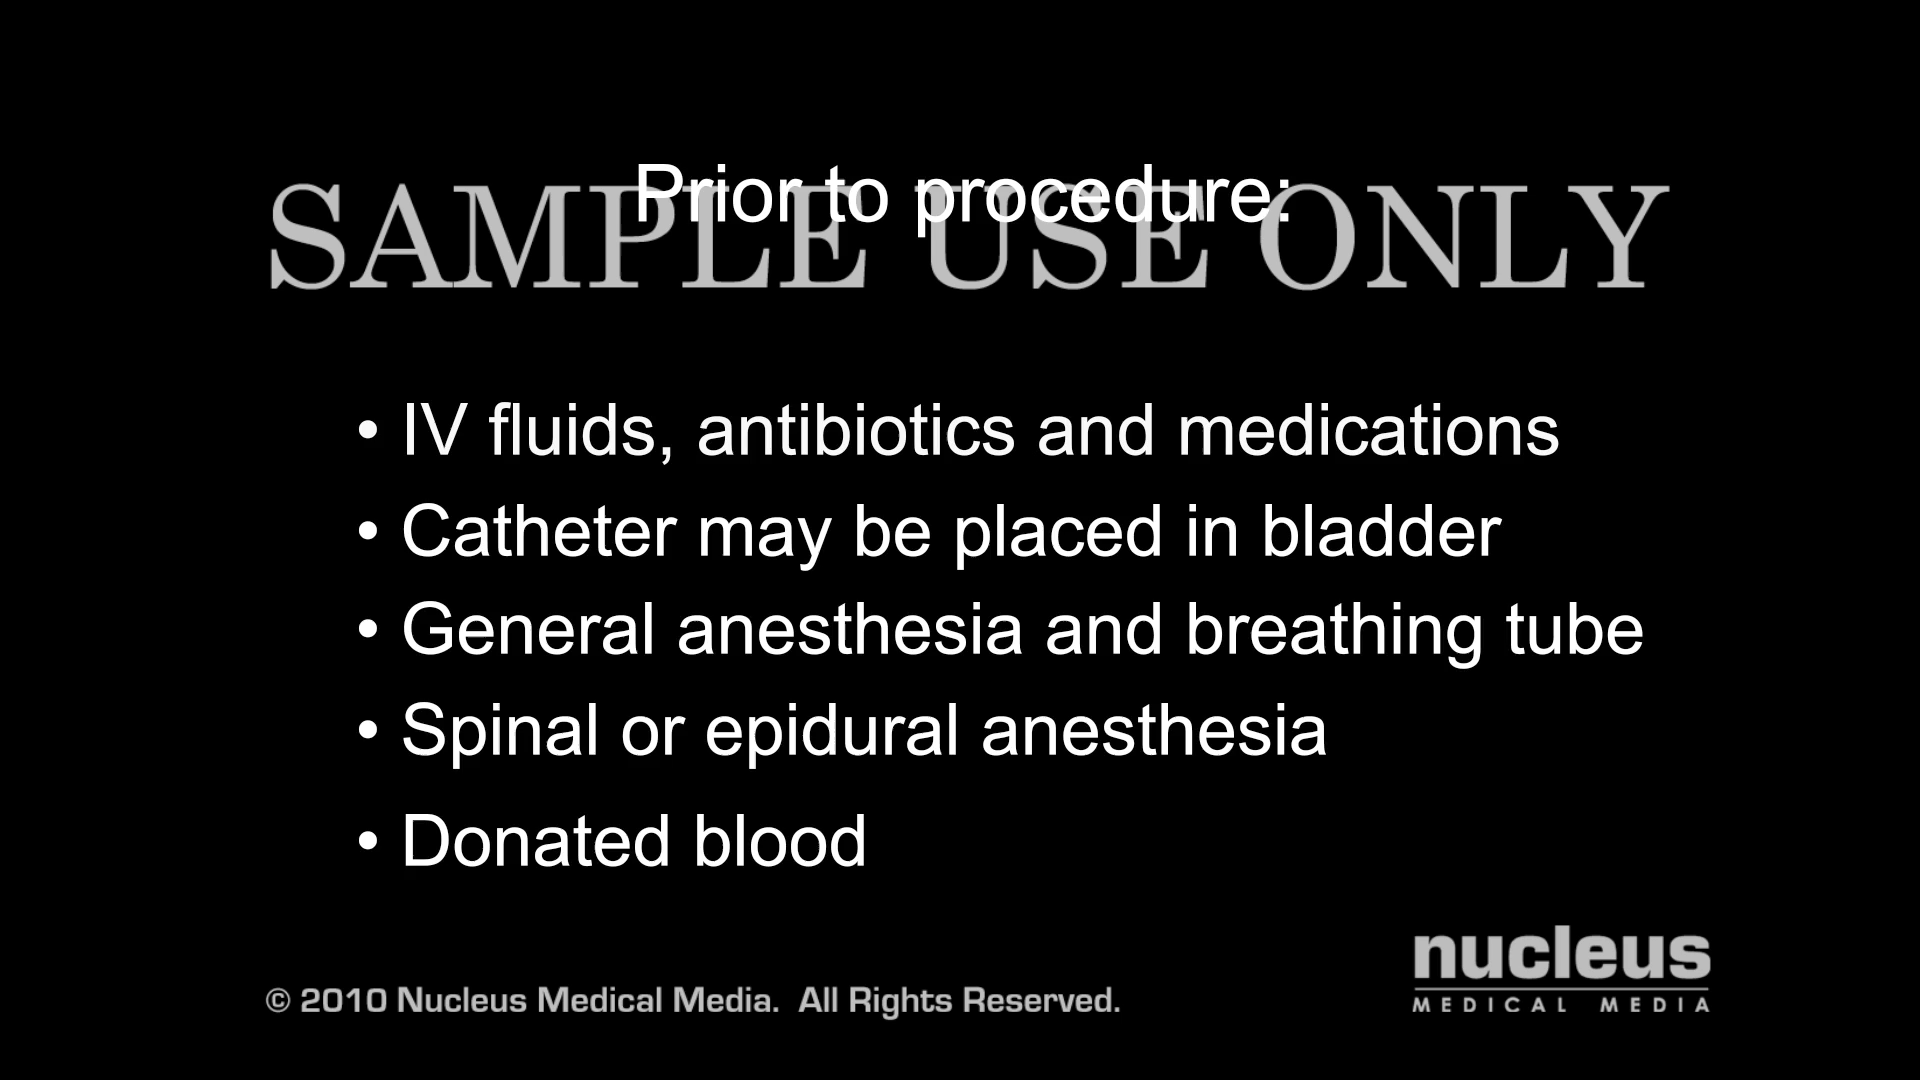 Prior to procedure:
SAMPLE USE ONLY
• IV fluids, antibiotics and medications
• Catheter may be placed in bladder
• General anesthesia and breathing tube
• Spinal or epidural anesthesia
• Donated blood
nucleus
MEDICAL MEDIA
© 2010 Nucleus Medical Media. All Rights Reserved.